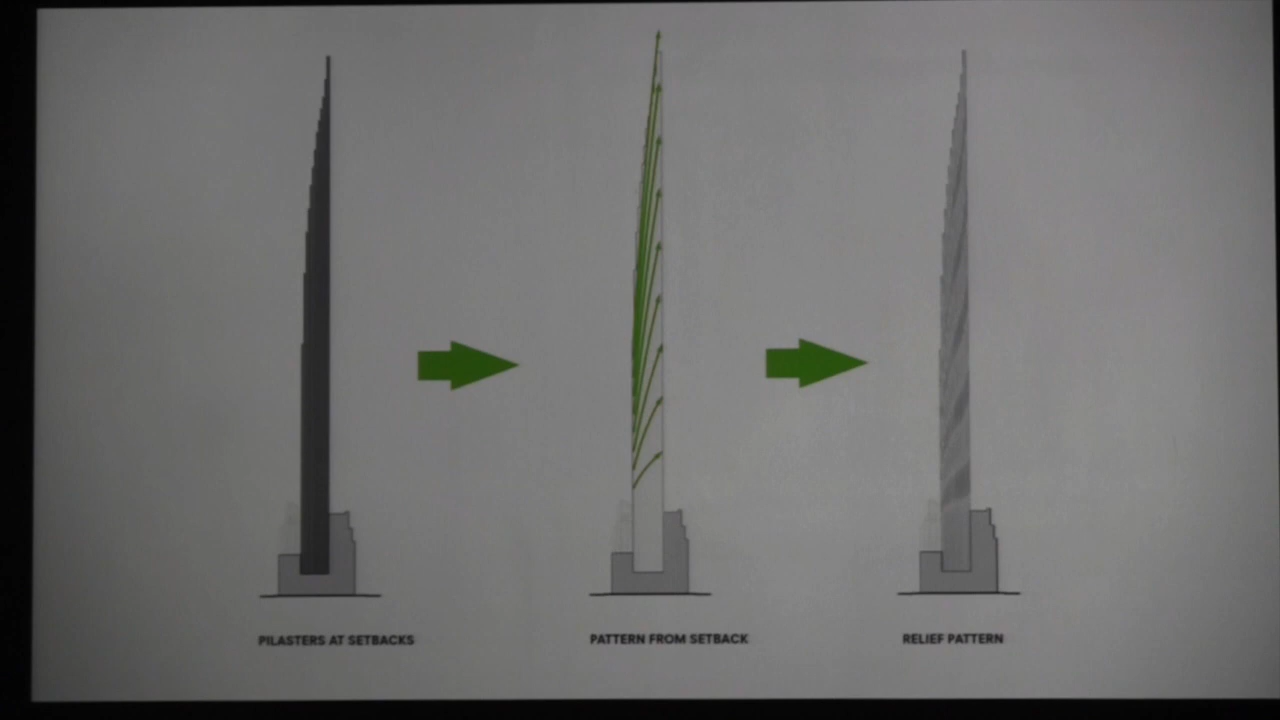 PILASTERS AT SETBACKS
PATTERN FROM SETBACK
RELIEF PATTERN